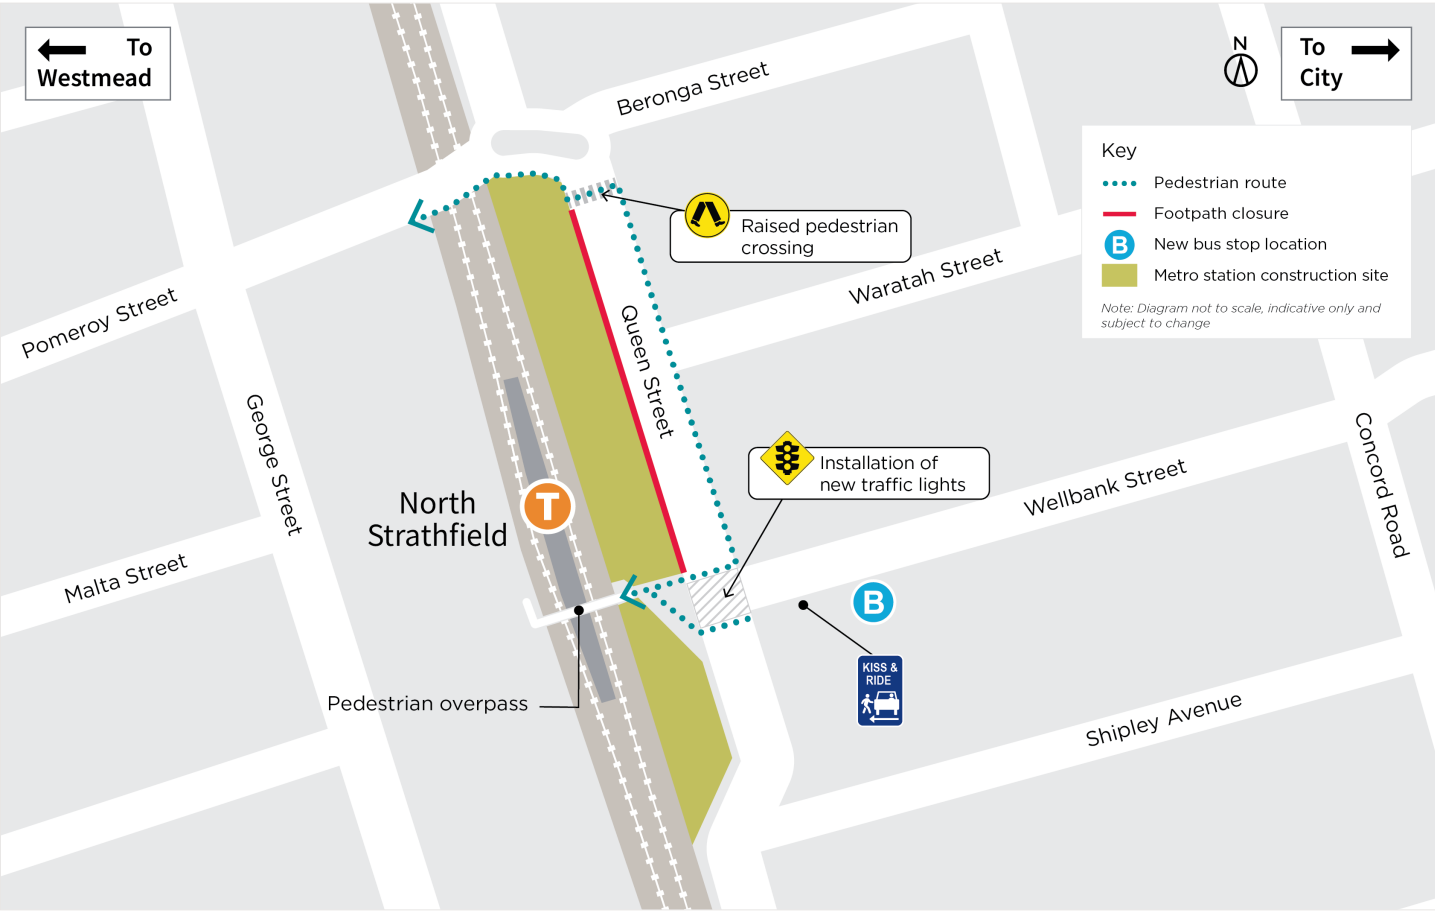 To
Westmead
N
To
City
Beronga Street
Key
Pedestrian route
Footpath closure
B
New bus stop location
Metro station construction site
Note: Diagram not to scale, indicative only and
subject to change
Raised pedestrian
crossing
Waratah Street
Pomeroy Street
Queen Street
George Street
Concord Road
Installation of
new traffic lights
Wellbank Street
North
Strathfield
T
Malta Street
B
KISS &
RIDE
Pedestrian overpass
Shipley Avenue